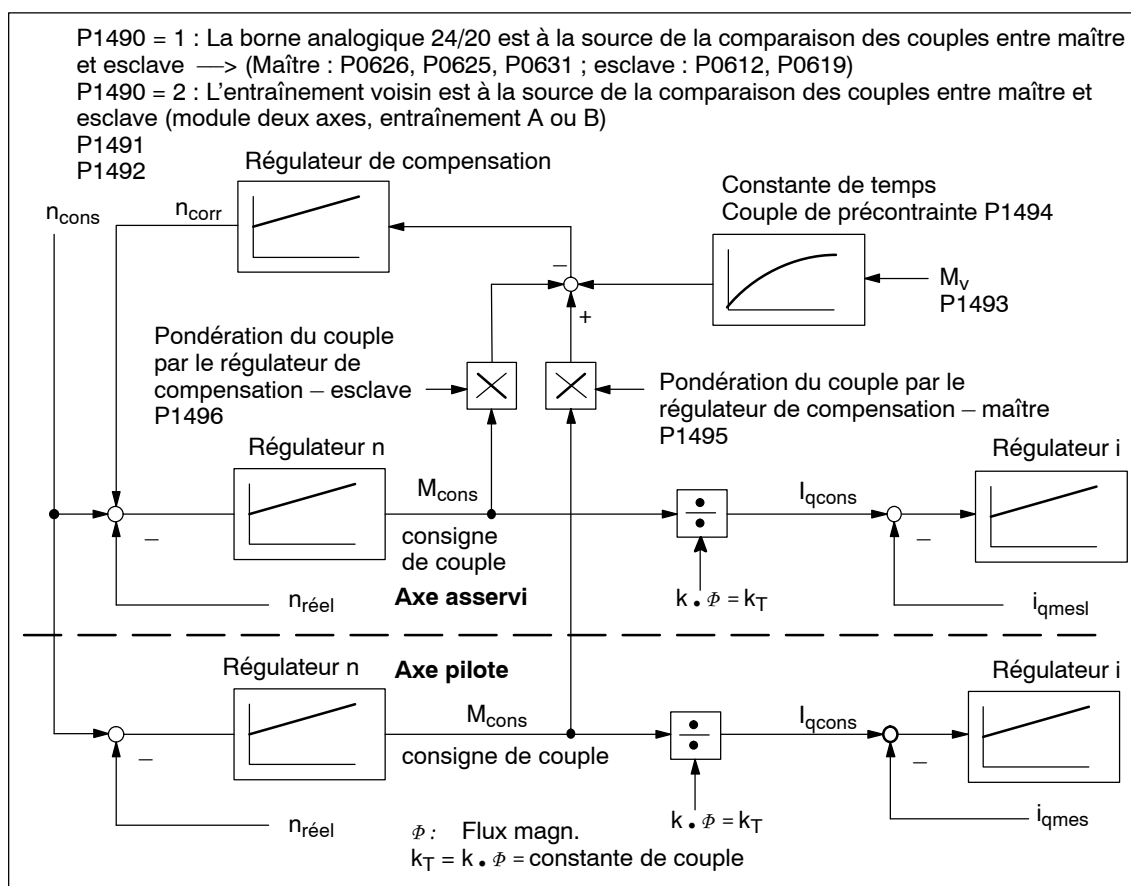 P1490 = 1 : La borne analogique 24/20 est à la source de la comparaison des couples entre maître
et esclave —> (Maître : P0626, P0625, P0631 ; esclave : P0612, P0619)
P1490 = 2 : L'entraînement voisin est à la source de la comparaison des couples entre maître et
esclave (module deux axes, entraînement A ou B)
P1491
P1492
Régulateur de compensation
Constante de temps
Couple de précontrainte P1494
n_cons
n_corr
−
M_v
P1493
+
Pondération du couple
par le régulateur de
compensation – esclave
P1496
Pondération du couple par le
régulateur de compensation – maître
P1495
Régulateur n
Régulateur i
M_cons
I_qcons
consigne
de couple
−
−
n_réel
Axe asservi
k • Φ = k_T
i_qmesl
Régulateur n
Axe pilote
Régulateur i
M_cons
I_qcons
consigne de couple
−
−
n_réel
k • Φ = k_T
i_qmes
Φ : Flux magn.
k_T = k • Φ = constante de couple